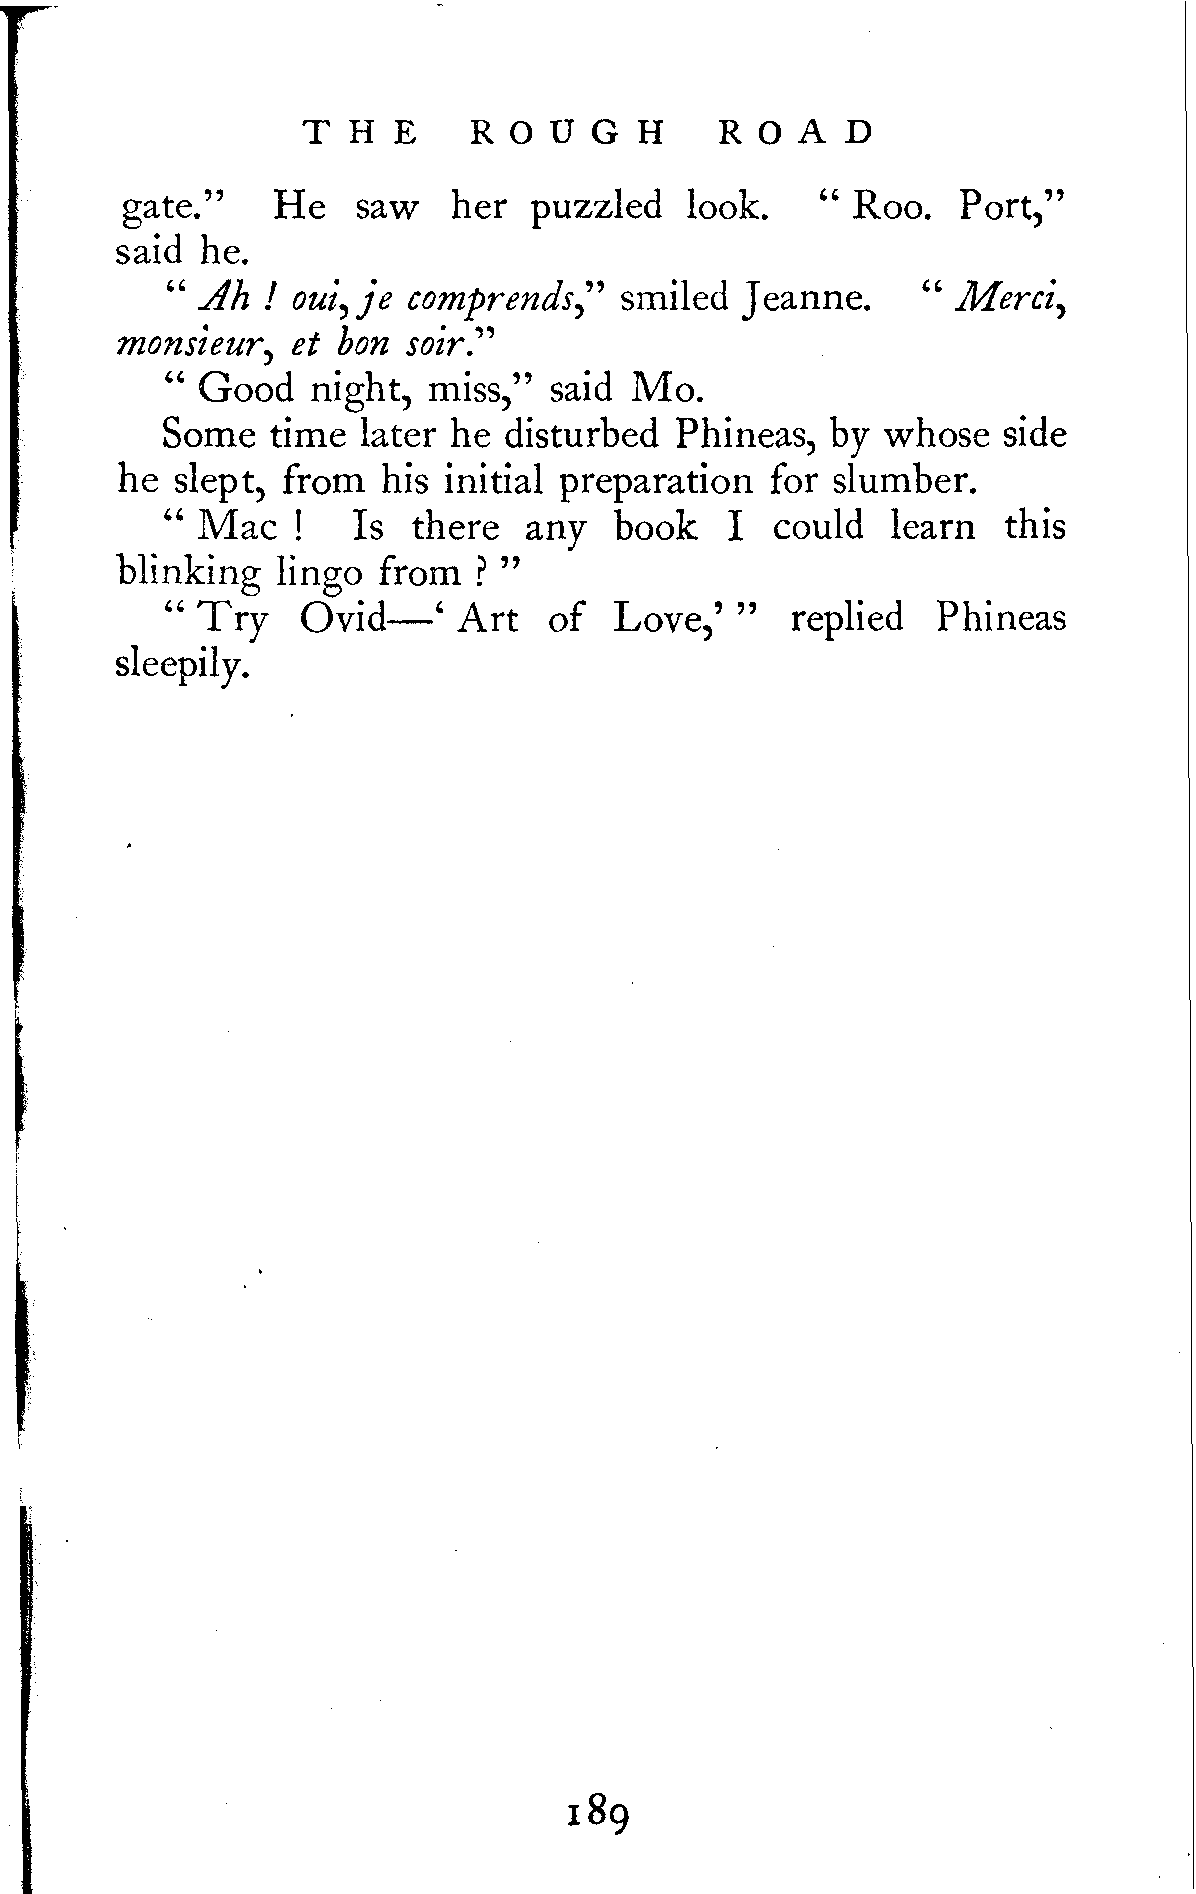 THE ROUGH ROAD
gate." He saw her puzzled look. " Roo. Port,"
said he.
" Ah ! oui, je comprends," smiled Jeanne. " Merci,
monsieur, et bon soir."
" Good night, miss," said Mo.
Some time later he disturbed Phineas, by whose side
he slept, from his initial preparation for slumber.
" Mac ! Is there any book I could learn this
blinking lingo from ? "
" Try Ovid—‘ Art of Love,’ " replied Phineas
sleepily.
189